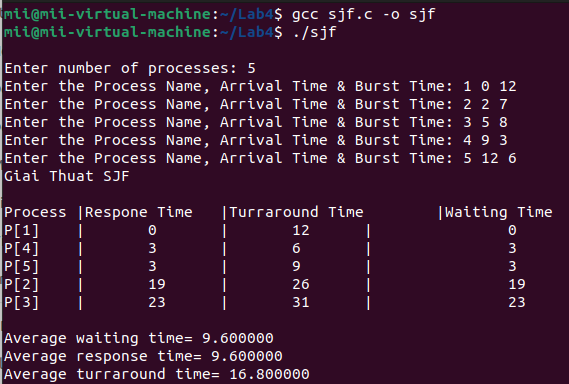 mii@mii-virtual-machine:~/Lab4$ gcc sjf.c -o sjf
mii@mii-virtual-machine:~/Lab4$ ./sjf
Enter number of processes: 5
Enter the Process Name, Arrival Time & Burst Time: 1 0 12
Enter the Process Name, Arrival Time & Burst Time: 2 2 7
Enter the Process Name, Arrival Time & Burst Time: 3 5 8
Enter the Process Name, Arrival Time & Burst Time: 4 9 3
Enter the Process Name, Arrival Time & Burst Time: 5 12 6
Giai Thuat SJF
Process |Respone Time |Turraround Time |Waiting Time
P[1] | 0 | 12 | 0
P[4] | 3 | 6 | 3
P[5] | 3 | 9 | 3
P[2] | 19 | 26 | 19
P[3] | 23 | 31 | 23
Average waiting time= 9.600000
Average response time= 9.600000
Average turraround time= 16.800000